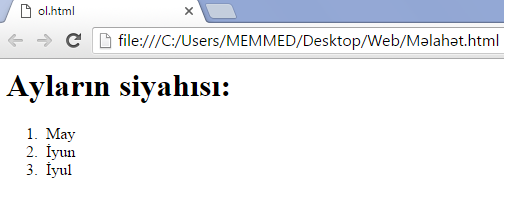 ol.html
file:///C:/Users/MEMMED/Desktop/Web/Məlahət.html
Ayların siyahısı:
1. May
2. İyun
3. İyul